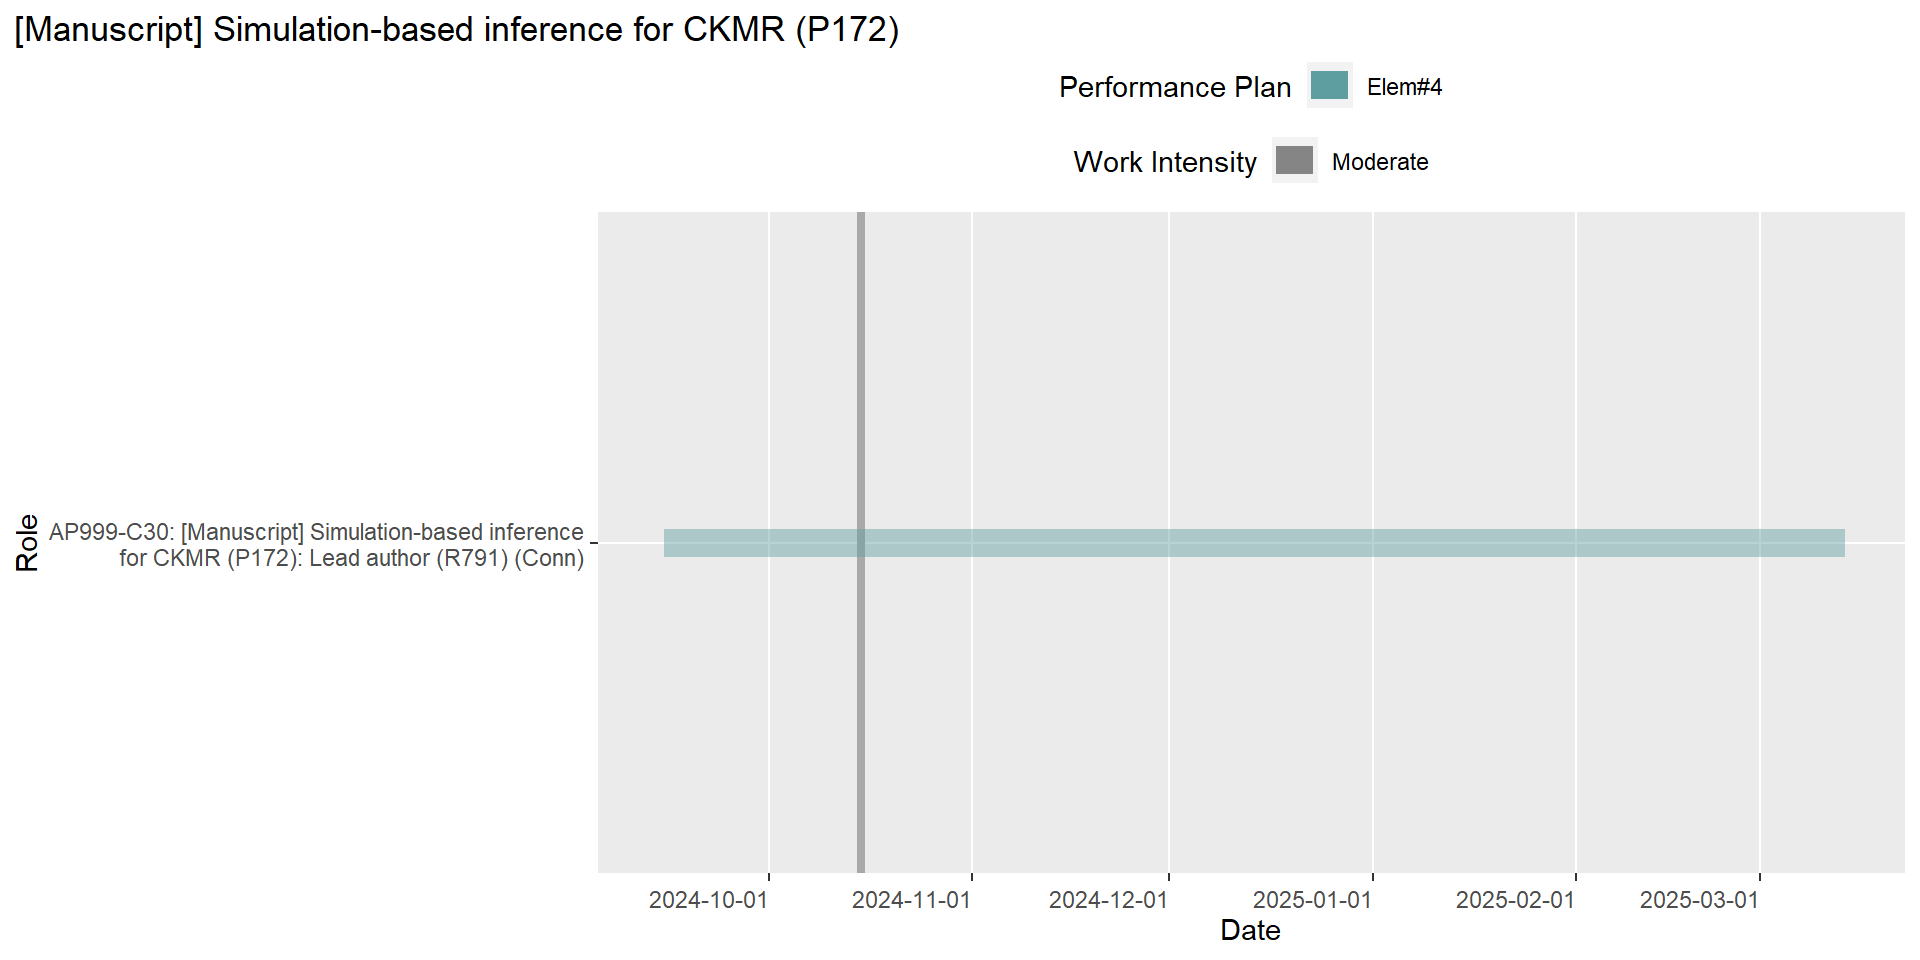 [Manuscript] Simulation-based inference for CKMR (P172)
Performance Plan Elem#4
Work Intensity Moderate
Role
AP999-C30: [Manuscript] Simulation-based inference
for CKMR (P172): Lead author (R791) (Conn)
2024-10-01 2024-11-01 2024-12-01 2025-01-01 2025-02-01 2025-03-01
Date